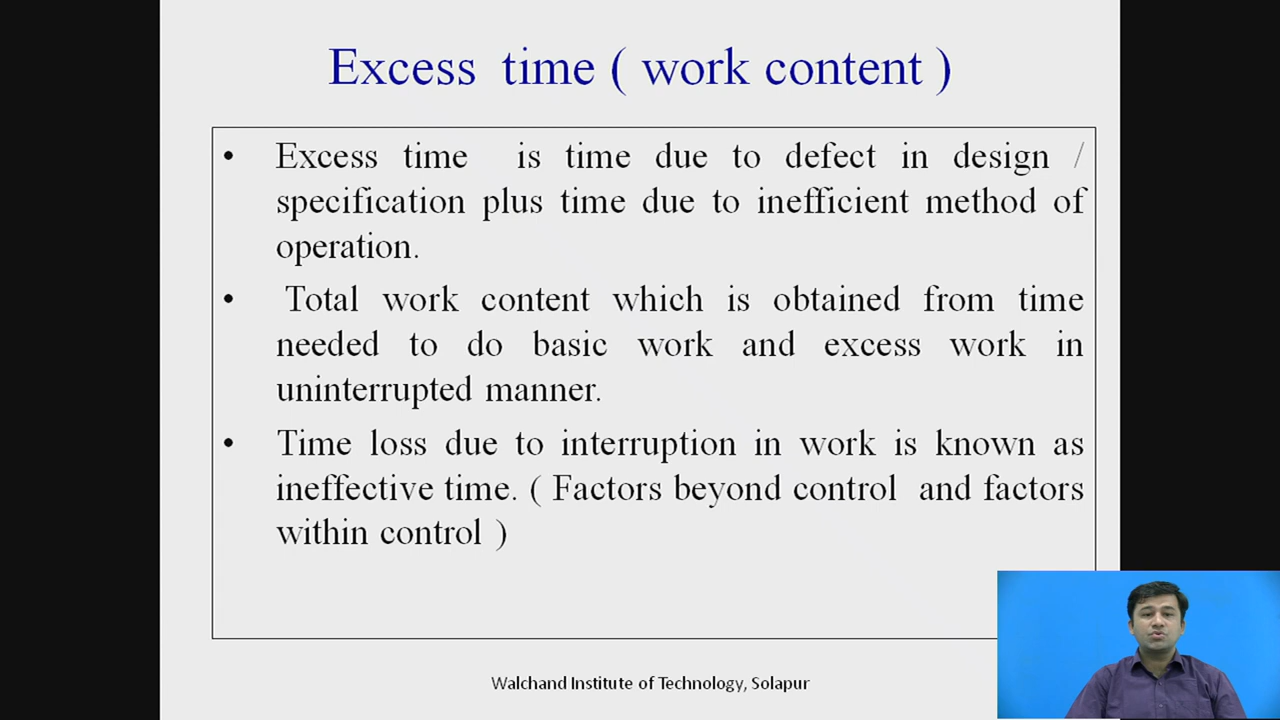 Excess time ( work content )
• Excess time is time due to defect in design /
specification plus time due to inefficient method of
operation.
• Total work content which is obtained from time
needed to do basic work and excess work in
uninterrupted manner.
• Time loss due to interruption in work is known as
ineffective time. ( Factors beyond control and factors
within control )
Walchand Institute of Technology, Solapur